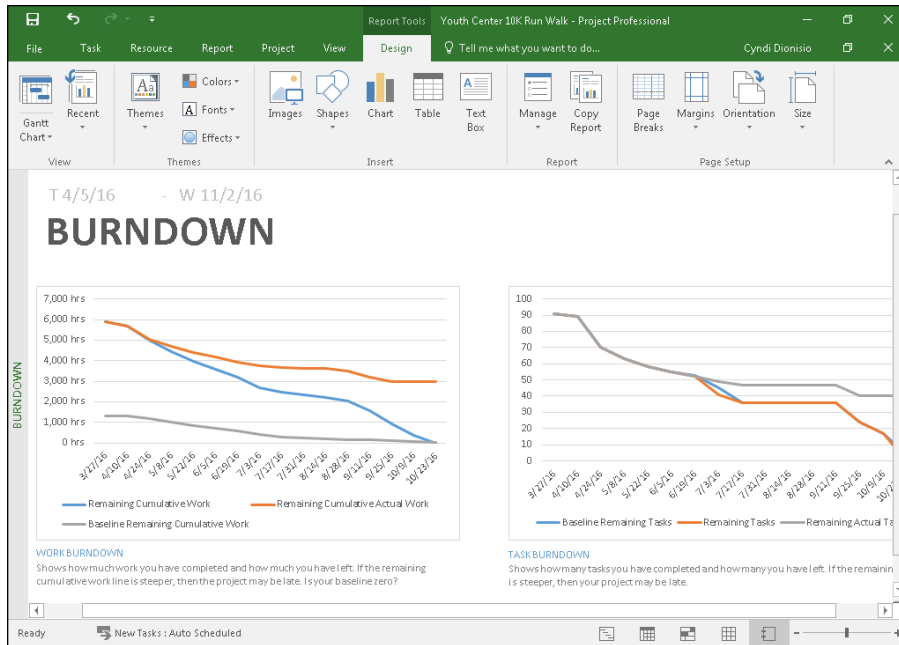 Report Tools Youth Center 10K Run Walk - Project Professional
File Task Resource Report Project View Design Tell me what you want to do... Cyndi Dionisio
Gantt Chart Recent Themes Colors Fonts Effects Images Shapes Chart Table Text Box Manage Copy Report Page Breaks Margins Orientation Size
View Themes Insert Report Page Setup
T 4/5/16 - W 11/2/16
BURNDOWN
BURNDOWN
7,000 hrs
6,000 hrs
5,000 hrs
4,000 hrs
3,000 hrs
2,000 hrs
1,000 hrs
0 hrs
3/27/16 4/10/16 4/24/16 5/8/16 5/22/16 6/5/16 6/19/16 7/3/16 7/17/16 7/31/16 8/14/16 8/28/16 9/11/16 9/25/16 10/9/16 10/23/16
Remaining Cumulative Work Remaining Cumulative Actual Work
Baseline Remaining Cumulative Work
WORK BURNDOWN
Shows how much work you have completed and how much you have left. If the remaining
cumulative work line is steeper, then the project may be late. Is your baseline zero?
100
90
80
70
60
50
40
30
20
10
0
3/27/16 4/10/16 4/24/16 5/8/16 5/22/16 6/5/16 6/19/16 7/3/16 7/17/16 7/31/16 8/14/16 8/28/16 9/11/16 9/25/16 10/9/16
Baseline Remaining Tasks Remaining Tasks Remaining Actual Ta
TASK BURNDOWN
Shows how many tasks you have completed and how many you have left. If the remainin
is steeper, then your project may be late.
Ready New Tasks : Auto Scheduled